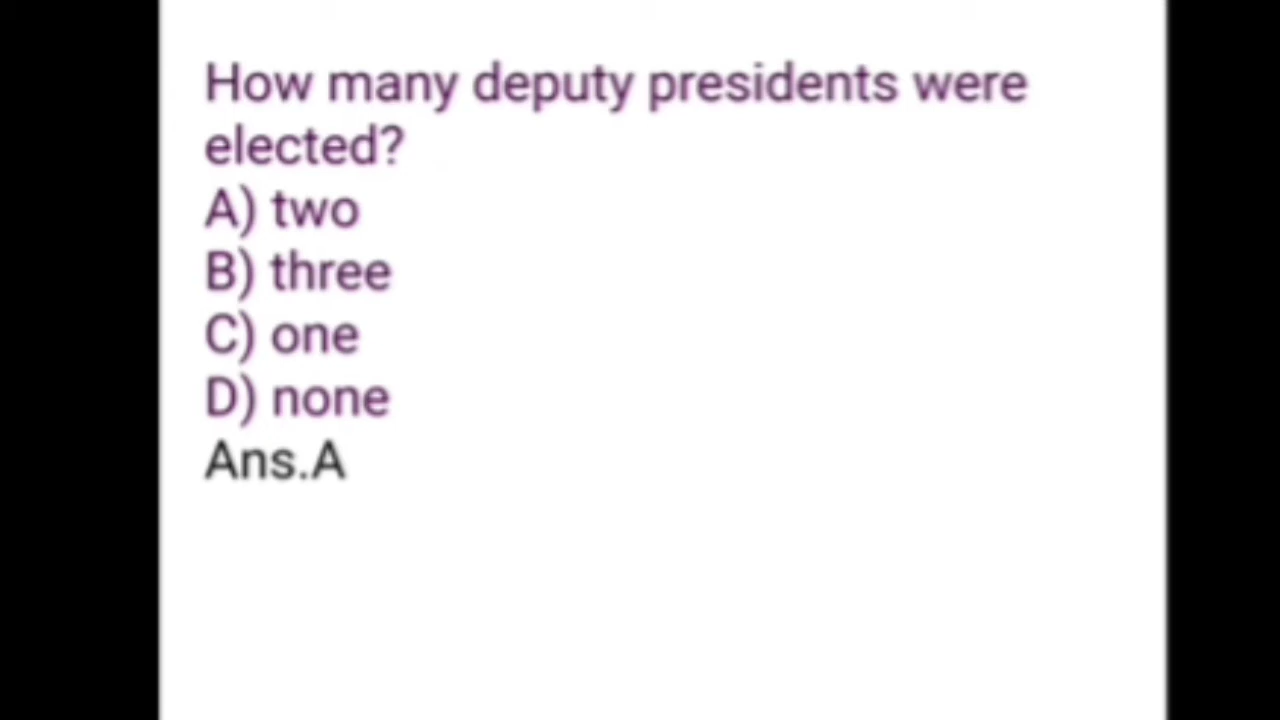 How many deputy presidents were
elected?
A) two
B) three
C) one
D) none
Ans.A